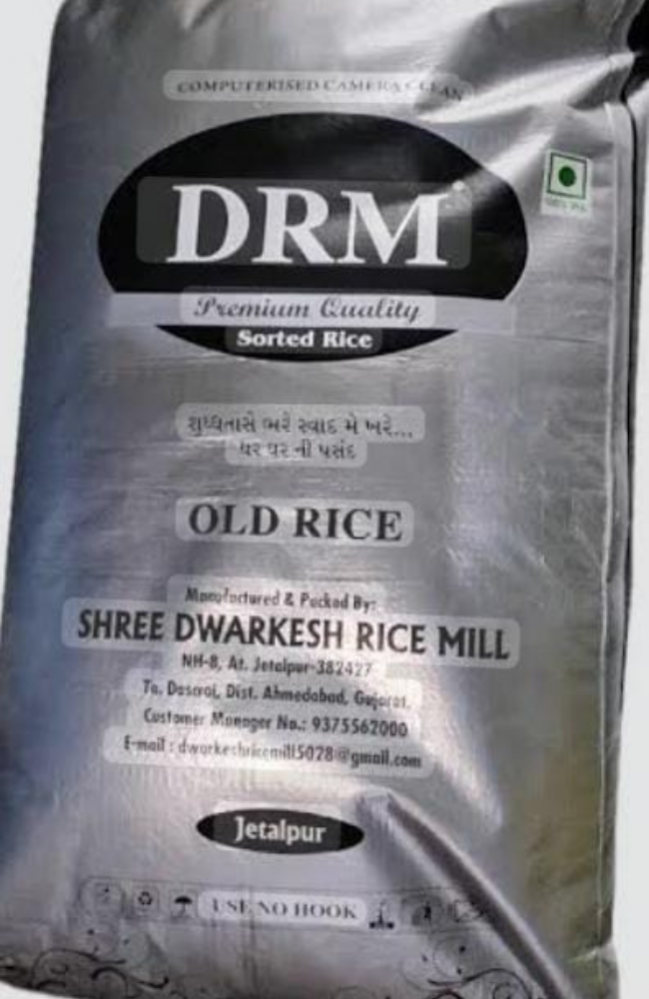 COMPUTERISED CAMERA CLEAN
DRM
Premium Quality
Sorted Rice
શુધ્ધતાસે ભરે સ્વાદ મે ખરે...
ઘર ઘર ની પસંદ
OLD RICE
Manufactured & Packed By:
SHREE DWARKESH RICE MILL
NH-8, At. Jetalpur-382427
Ta. Dascroi, Dist. Ahmedabad, Gujarat.
Customer Manager No.: 9375562000
E-mail : dwarkeshricemill5028@gmail.com
Jetalpur
USE NO HOOK